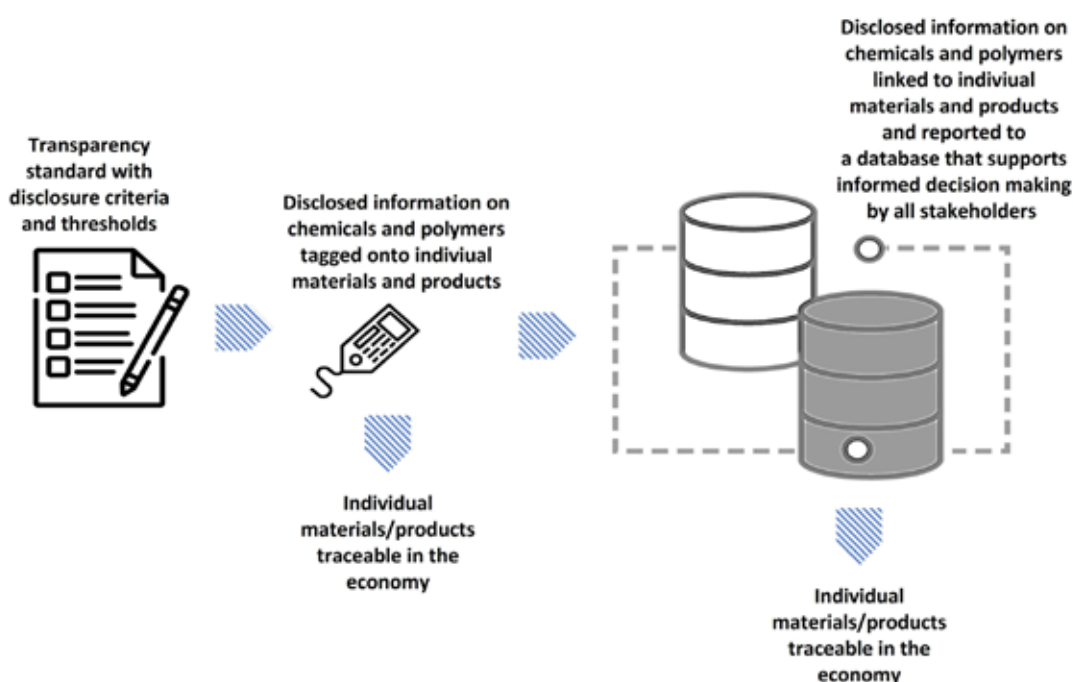 Transparency
standard with
disclosure criteria
and thresholds
Disclosed information on
chemicals and polymers
tagged onto indiviual
materials and products
Individual
materials/products
traceable in the
economy
Disclosed information on
chemicals and polymers
linked to indiviual
materials and products
and reported to
a database that supports
informed decision making
by all stakeholders
Individual
materials/products
traceable in the
economy